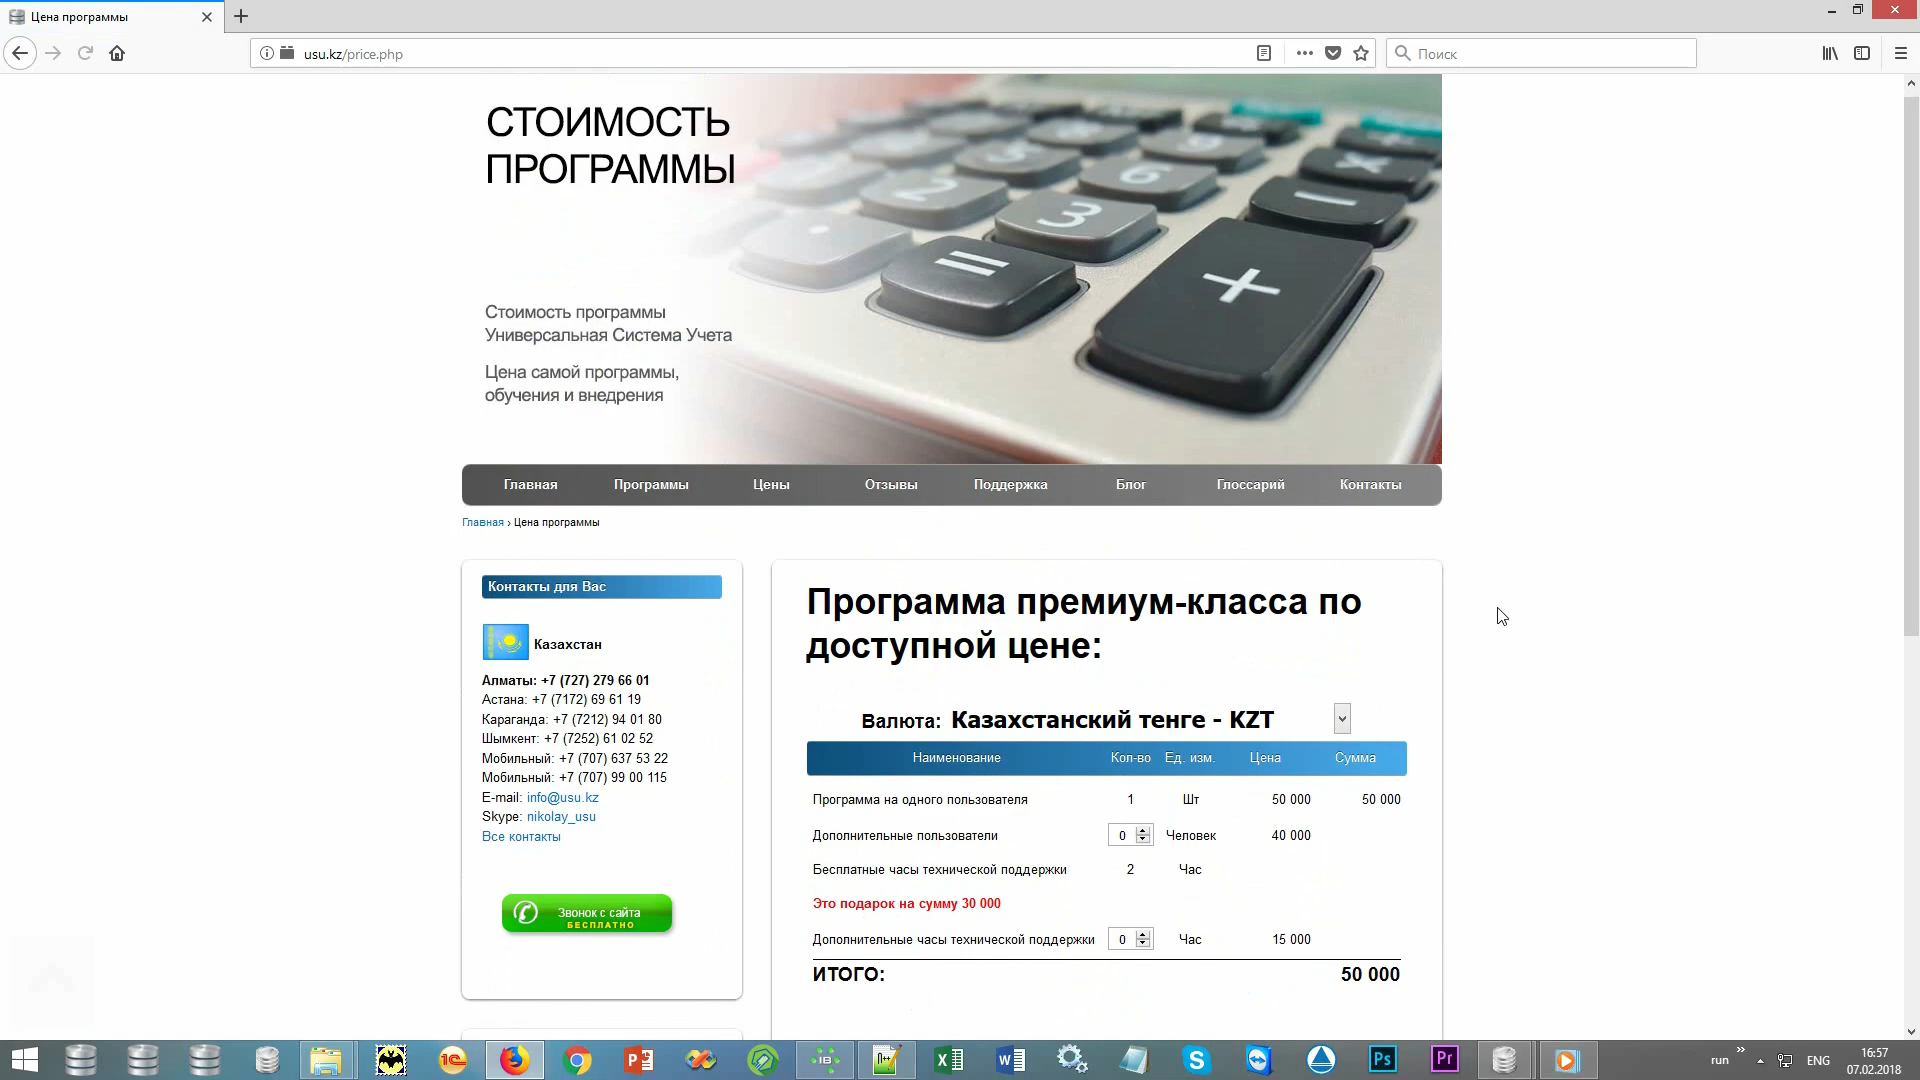 Цена программы
usu.kz/price.php
Поиск
СТОИМОСТЬ
ПРОГРАММЫ
Стоимость программы
Универсальная Система Учета
Цена самой программы,
обучения и внедрения
2
3
6
=
+
Главная Программы Цены Отзывы Поддержка Блог Глоссарий Контакты
Главная › Цена программы
Контакты для Вас
Казахстан
Алматы: +7 (727) 279 66 01
Астана: +7 (7172) 69 61 19
Караганда: +7 (7212) 94 01 80
Шымкент: +7 (7252) 61 02 52
Мобильный: +7 (707) 637 53 22
Мобильный: +7 (707) 99 00 115
E-mail: info@usu.kz
Skype: nikolay_usu
Все контакты
Звонок с сайта
БЕСПЛАТНО
Программа премиум-класса по
доступной цене:
Валюта: Казахстанский тенге - KZT
Наименование Кол-во Ед. изм. Цена Сумма
Программа на одного пользователя 1 Шт 50 000 50 000
Дополнительные пользователи 0 Человек 40 000
Бесплатные часы технической поддержки 2 Час
Это подарок на сумму 30 000
Дополнительные часы технической поддержки 0 Час 15 000
ИТОГО: 50 000
run
ENG
16:57
07.02.2018